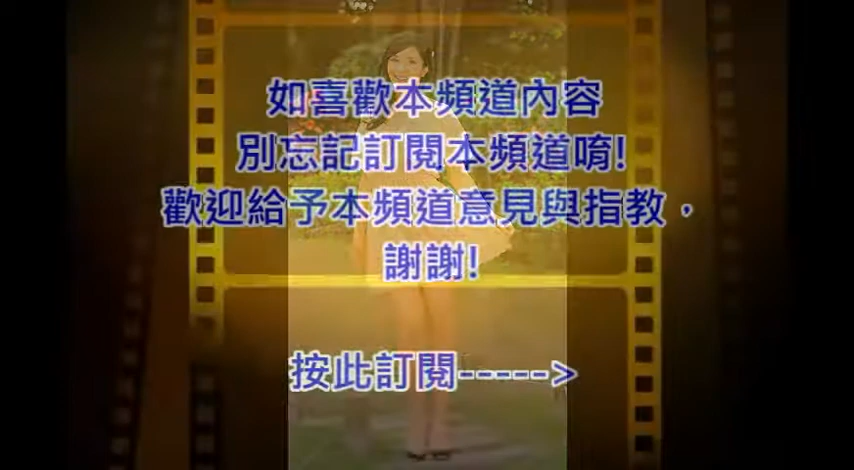 如喜歡本頻道內容
別忘記訂閱本頻道唷!
歡迎給予本頻道意見與指教，
謝謝!
按此訂閱----->